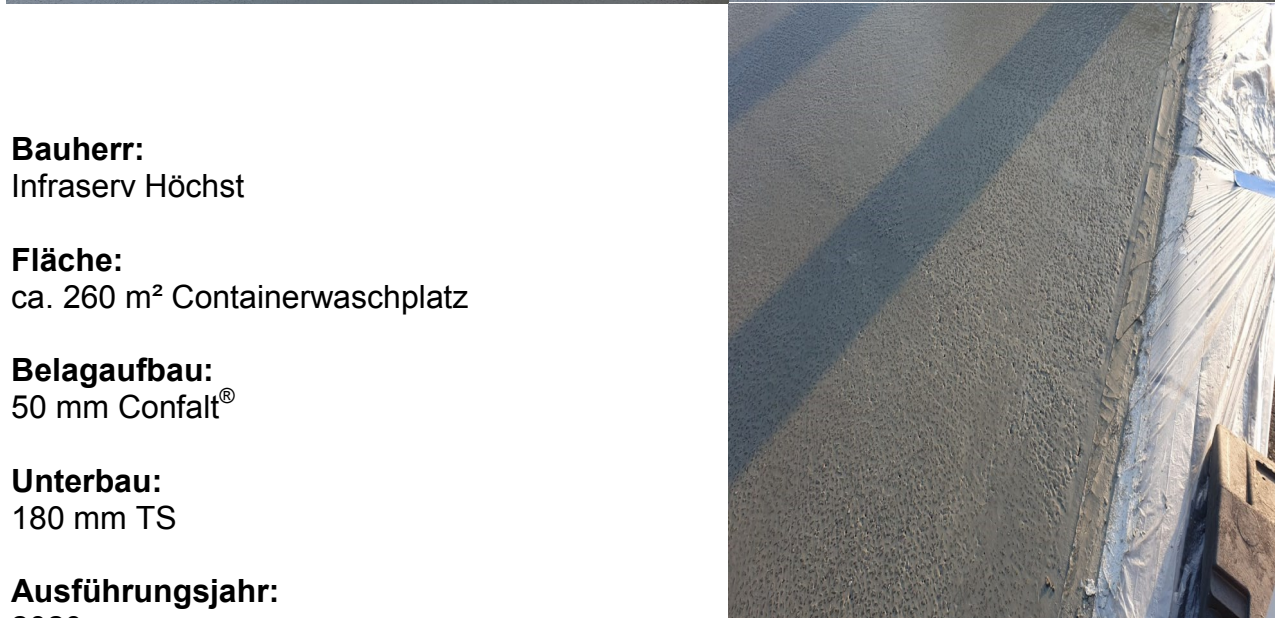 Bauherr:
Infraserv Höchst
Fläche:
ca. 260 m² Containerwaschplatz
Belagaufbau:
50 mm Confalt®
Unterbau:
180 mm TS
Ausführungsjahr: